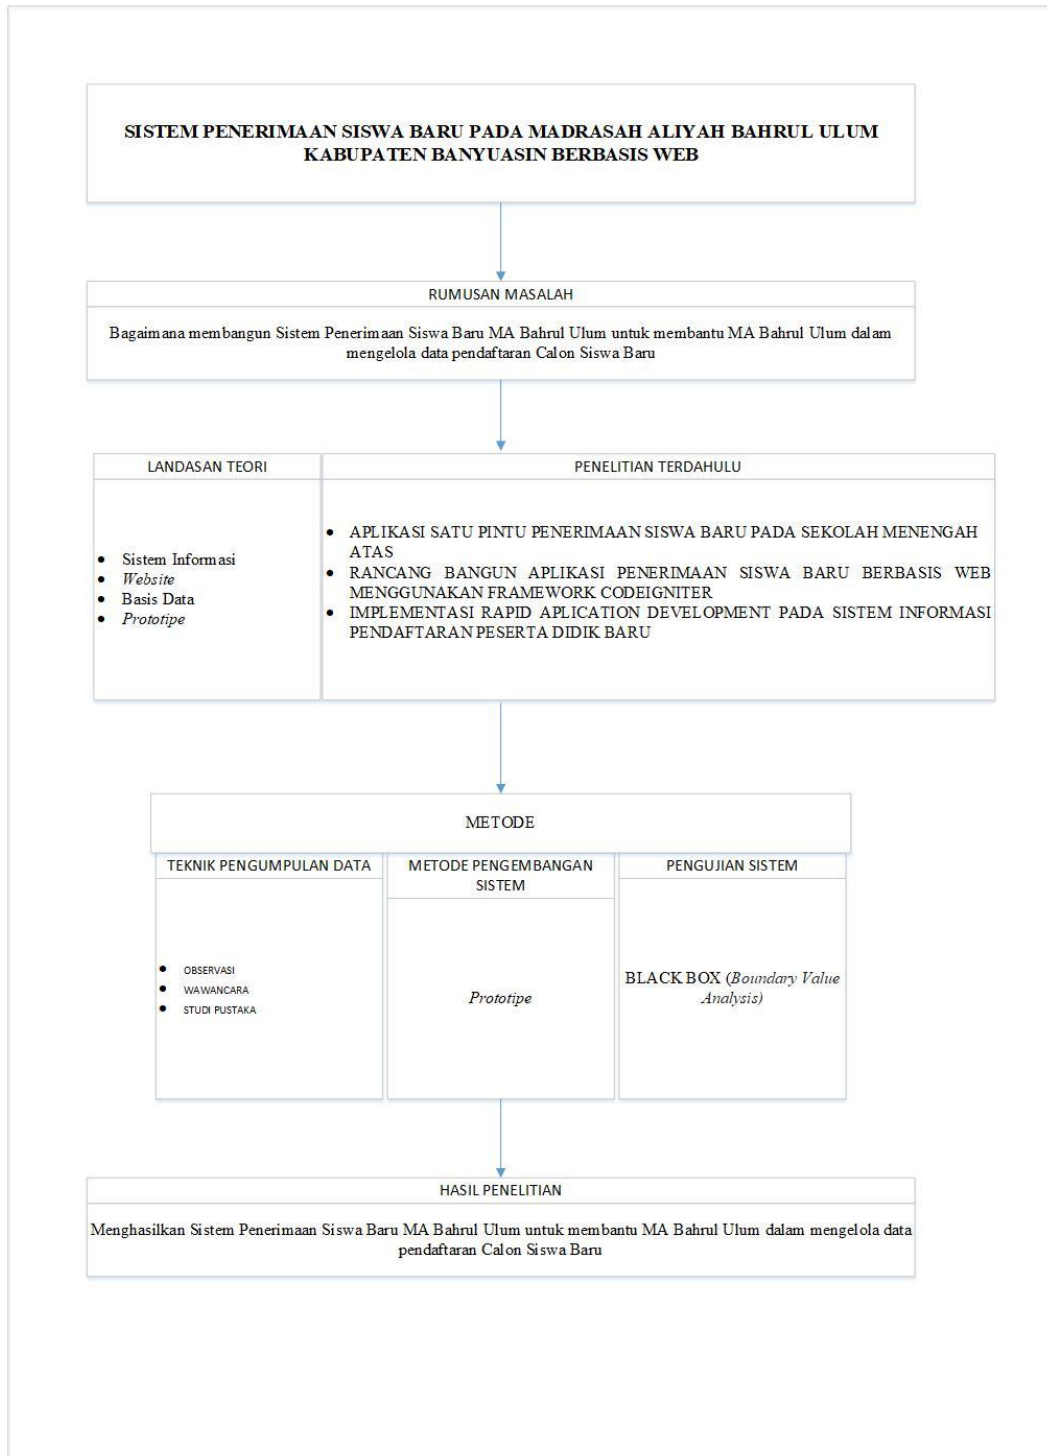 SISTEM PENERIMAAN SISWA BARU PADA MADRASAH ALIYAH BAHRUL ULUM
KABUPATEN BANYUASIN BERBASIS WEB
RUMUSAN MASALAH
Bagaimana membangun Sistem Penerimaan Siswa Baru MA Bahrul Ulum untuk membantu MA Bahrul Ulum dalam
mengelola data pendaftaran Calon Siswa Baru
LANDASAN TEORI
• Sistem Informasi
• Website
• Basis Data
• Prototipe
PENELITIAN TERDAHULU
• APLIKASI SATU PINTU PENERIMAAN SISWA BARU PADA SEKOLAH MENENGAH
ATAS
• RANCANG BANGUN APLIKASI PENERIMAAN SISWA BARU BERBASIS WEB
MENGGUNAKAN FRAMEWORK CODEIGNITER
• IMPLEMENTASI RAPID APLICATION DEVELOPMENT PADA SISTEM INFORMASI
PENDAFTARAN PESERTA DIDIK BARU
METODE
TEKNIK PENGUMPULAN DATA
• OBSERVASI
• WAWANCARA
• STUDI PUSTAKA
METODE PENGEMBANGAN
SISTEM
Prototipe
PENGUJIAN SISTEM
BLACK BOX (Boundary Value
Analysis)
HASIL PENELITIAN
Menghasilkan Sistem Penerimaan Siswa Baru MA Bahrul Ulum untuk membantu MA Bahrul Ulum dalam mengelola data
pendaftaran Calon Siswa Baru